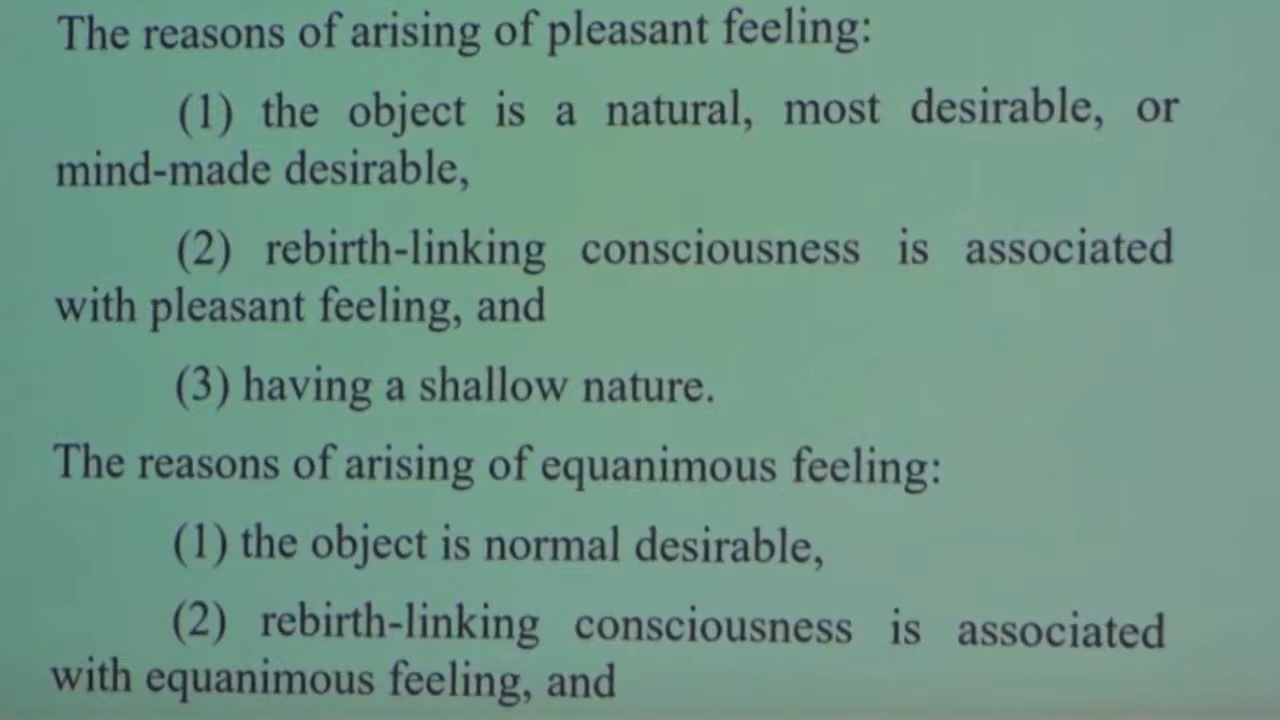 The reasons of arising of pleasant feeling:
(1) the object is a natural, most desirable, or
mind-made desirable,
(2) rebirth-linking consciousness is associated
with pleasant feeling, and
(3) having a shallow nature.
The reasons of arising of equanimous feeling:
(1) the object is normal desirable,
(2) rebirth-linking consciousness is associated
with equanimous feeling, and